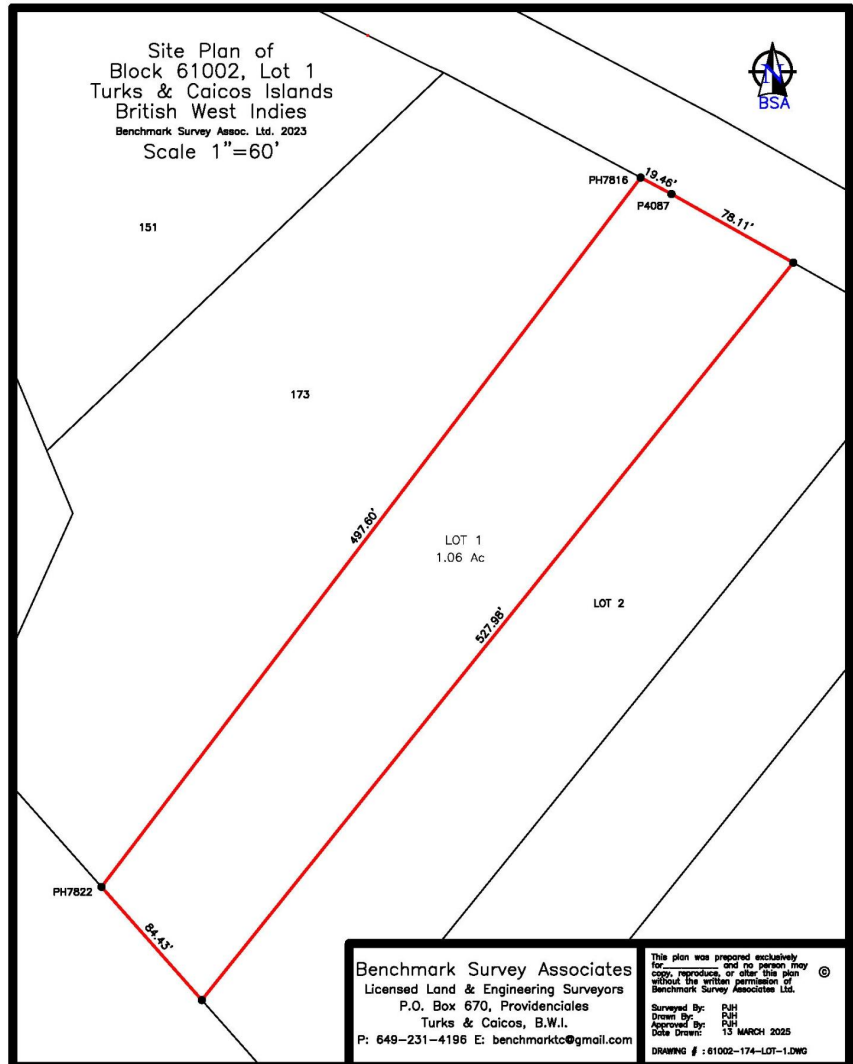 Site Plan of
Block 61002, Lot 1
Turks & Caicos Islands
British West Indies
Benchmark Survey Assoc. Ltd. 2023
Scale 1"=60'
N
BSA
PH7816
19.46'
P4087
78.11'
151
173
497.60'
LOT 1
1.06 Ac
527.98'
LOT 2
PH7822
84.43'
Benchmark Survey Associates
Licensed Land & Engineering Surveyors
P.O. Box 670, Providenciales
Turks & Caicos, B.W.I.
P: 649-231-4196 E: benchmarktc@gmail.com
This plan was prepared exclusively
for__________ and no person may
copy, reproduce, or alter this plan
without the written permission of
Benchmark Survey Associates Ltd.
©
Surveyed By: PJH
Drawn By: PJH
Approved By: PJH
Date Drawn: 13 MARCH 2025
DRAWING # : 61002-174-LOT-1.DWG